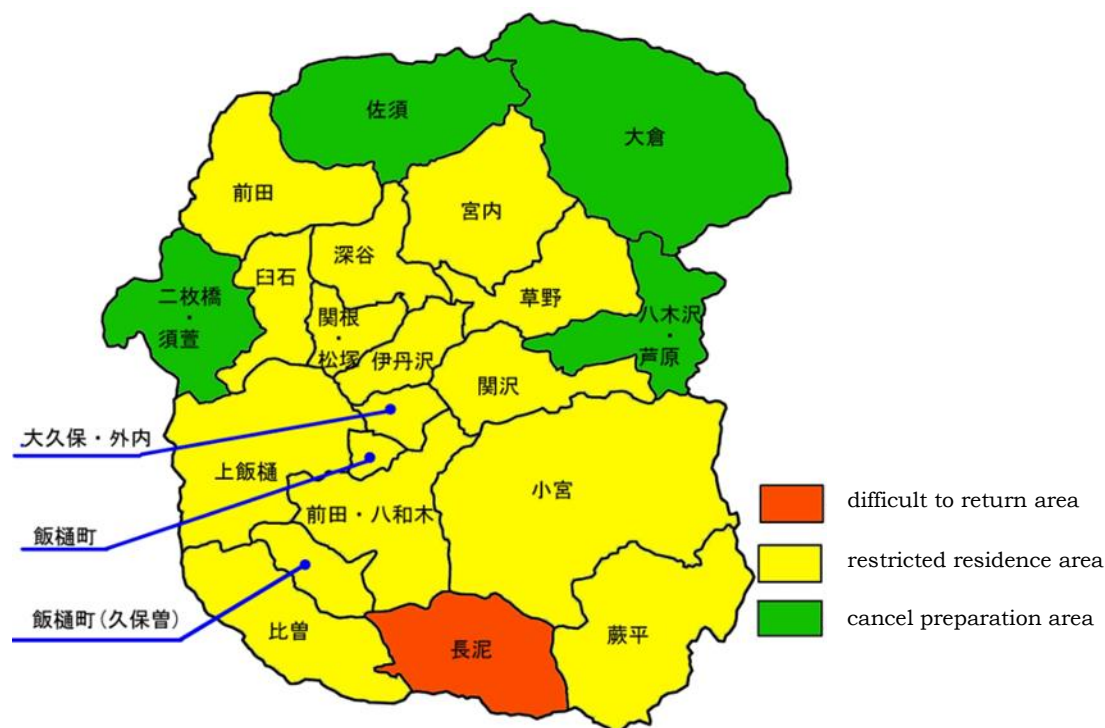 佐須
大倉
前田
宮内
深谷
臼石
二枚橋
・
須萱
草野
八木沢
・
芦原
関根
・
松塚
伊丹沢
関沢
大久保・外内
上飯樋
小宮
前田・八和木
飯樋町
飯樋町(久保曽)
比曽
長泥
蕨平
difficult to return area
restricted residence area
cancel preparation area